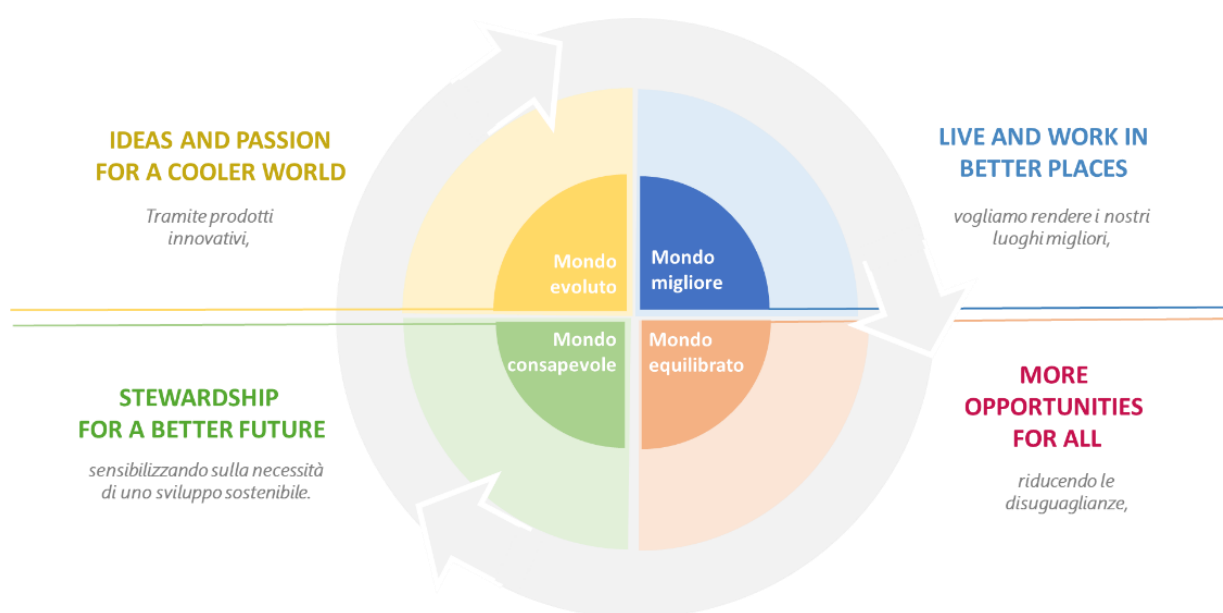 IDEAS AND PASSION
FOR A COOLER WORLD
Tramite prodotti
innovativi,
LIVE AND WORK IN
BETTER PLACES
vogliamo rendere i nostri
luoghi migliori,
Mondo
evoluto
Mondo
migliore
Mondo
consapevole
Mondo
equilibrato
STEWARDSHIP
FOR A BETTER FUTURE
sensibilizzando sulla necessità
di uno sviluppo sostenibile.
MORE
OPPORTUNITIES
FOR ALL
riducendo le
disuguaglianze,